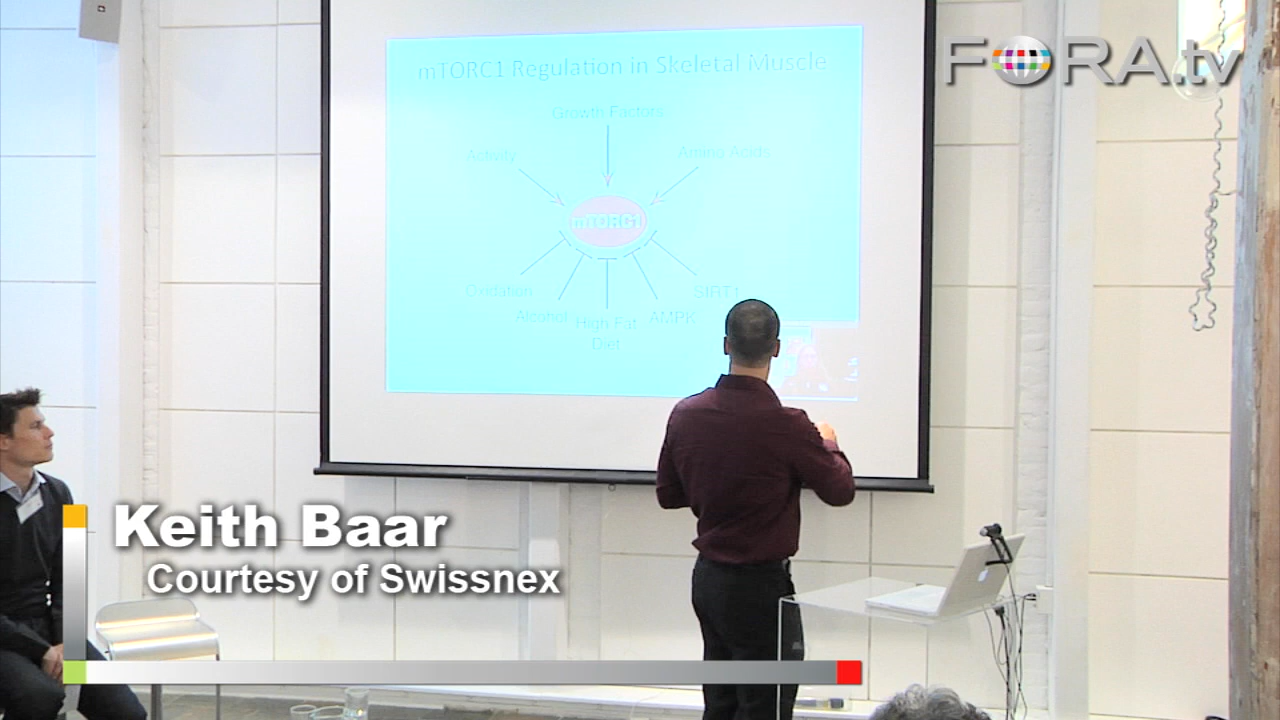 FORA.tv
mTORC1 Regulation in Skeletal Muscle
Growth Factors
Activity
Amino Acids
mTORC1
Oxidation
SIRT1
Alcohol
High Fat
Diet
AMPK
Keith Baar
Courtesy of Swissnex